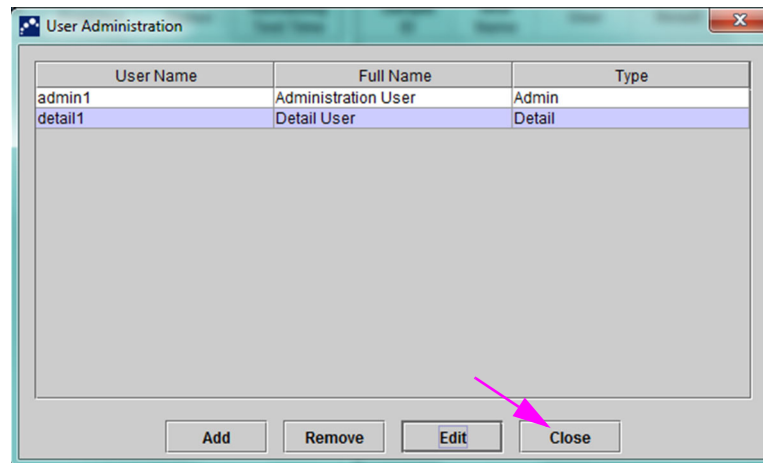 User Administration
User Name Full Name Type
admin1 Administration User Admin
detail1 Detail User Detail
Add Remove Edit Close